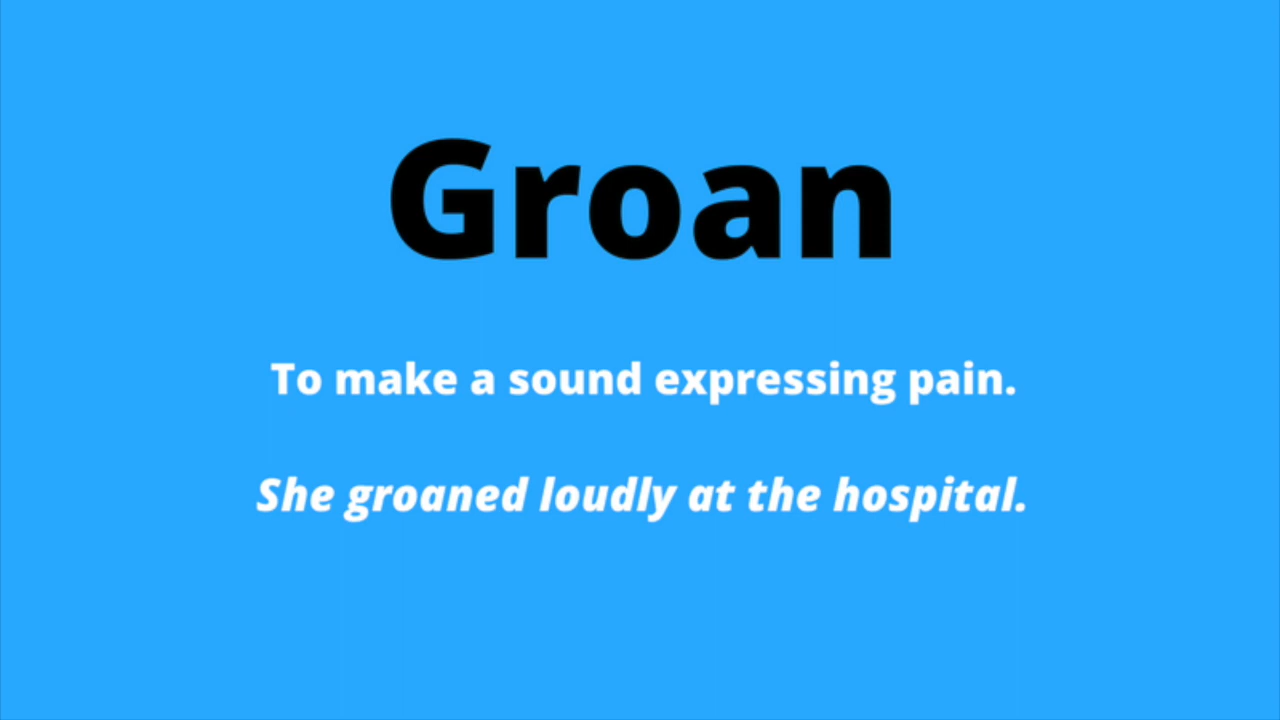 Groan
To make a sound expressing pain.
She groaned loudly at the hospital.